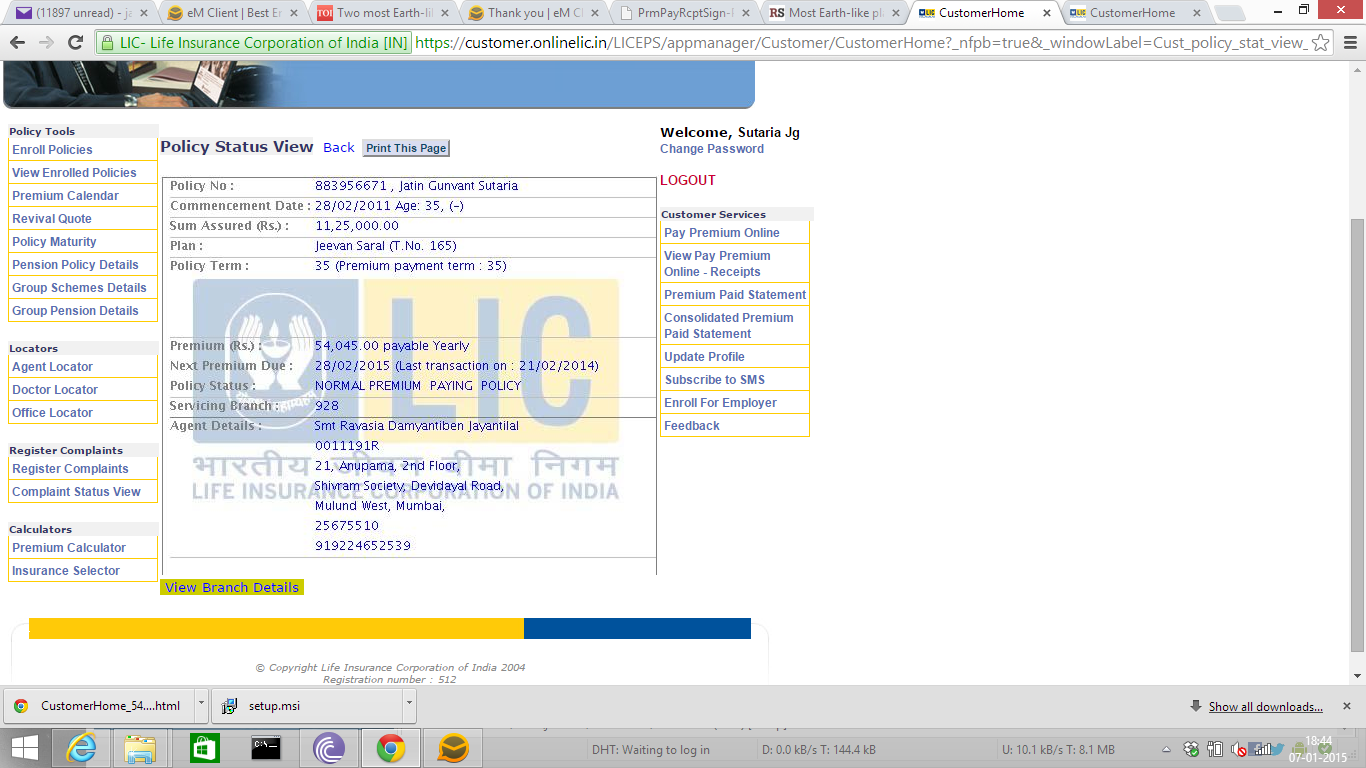 (11897 unread) - ja
eM Client | Best En
Two most Earth-lik
Thank you | eM Cl
PrmPayRcptSign-P
Most Earth-like pla
CustomerHome
CustomerHome
LIC- Life Insurance Corporation of India [IN] https://customer.onlinelic.in/LICEPS/appmanager/Customer/CustomerHome?_nfpb=true&_windowLabel=Cust_policy_stat_view_
Policy Tools
Enroll Policies
View Enrolled Policies
Premium Calendar
Revival Quote
Policy Maturity
Pension Policy Details
Group Schemes Details
Group Pension Details
Locators
Agent Locator
Doctor Locator
Office Locator
Register Complaints
Register Complaints
Complaint Status View
Calculators
Premium Calculator
Insurance Selector
Policy Status View Back Print This Page
Policy No : 883956671 , Jatin Gunvant Sutaria
Commencement Date : 28/02/2011 Age: 35, (-)
Sum Assured (Rs.) : 11,25,000.00
Plan : Jeevan Saral (T.No. 165)
Policy Term : 35 (Premium payment term : 35)
Premium (Rs.) : 54,045.00 payable Yearly
Next Premium Due : 28/02/2015 (Last transaction on : 21/02/2014)
Policy Status : NORMAL PREMIUM PAYING POLICY
Servicing Branch : 928
Agent Details : Smt Ravasia Damyantiben Jayantilal
0011191R
21, Anupama, 2nd Floor,
Shivram Society, Devidayal Road,
Mulund West, Mumbai,
25675510
919224652539
LIC
भारतीय जीवन बीमा निगम
LIFE INSURANCE CORPORATION OF INDIA
View Branch Details
Welcome, Sutaria Jg
Change Password
LOGOUT
Customer Services
Pay Premium Online
View Pay Premium
Online - Receipts
Premium Paid Statement
Consolidated Premium
Paid Statement
Update Profile
Subscribe to SMS
Enroll For Employer
Feedback
© Copyright Life Insurance Corporation of India 2004
Registration number : 512
CustomerHome_54....html
setup.msi
Show all downloads...
DHT: Waiting to log in
D: 0.0 kB/s T: 144.4 kB
U: 10.1 kB/s T: 8.1 MB
18:44
07-01-2015